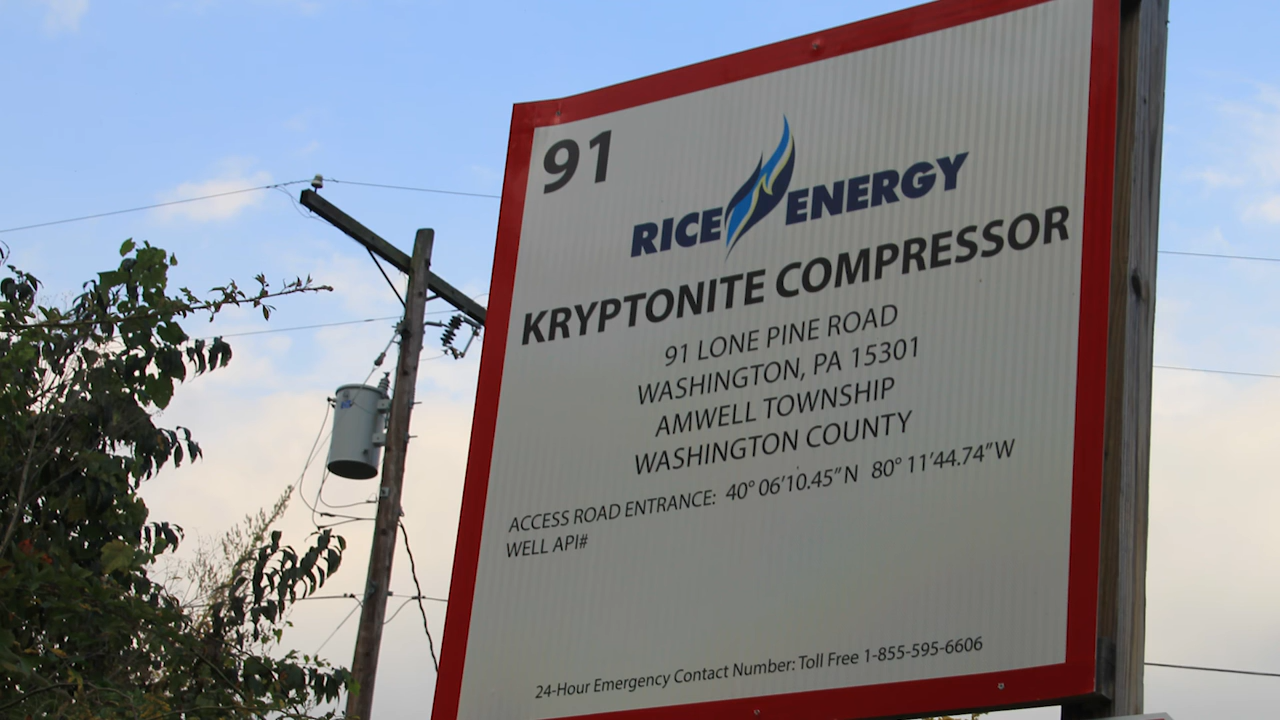 91
RICE ENERGY
KRYPTONITE COMPRESSOR
91 LONE PINE ROAD
WASHINGTON, PA 15301
AMWELL TOWNSHIP
WASHINGTON COUNTY
ACCESS ROAD ENTRANCE: 40° 06'10.45"N 80° 11'44.74"W
WELL API#
24-Hour Emergency Contact Number: Toll Free 1-855-595-6606